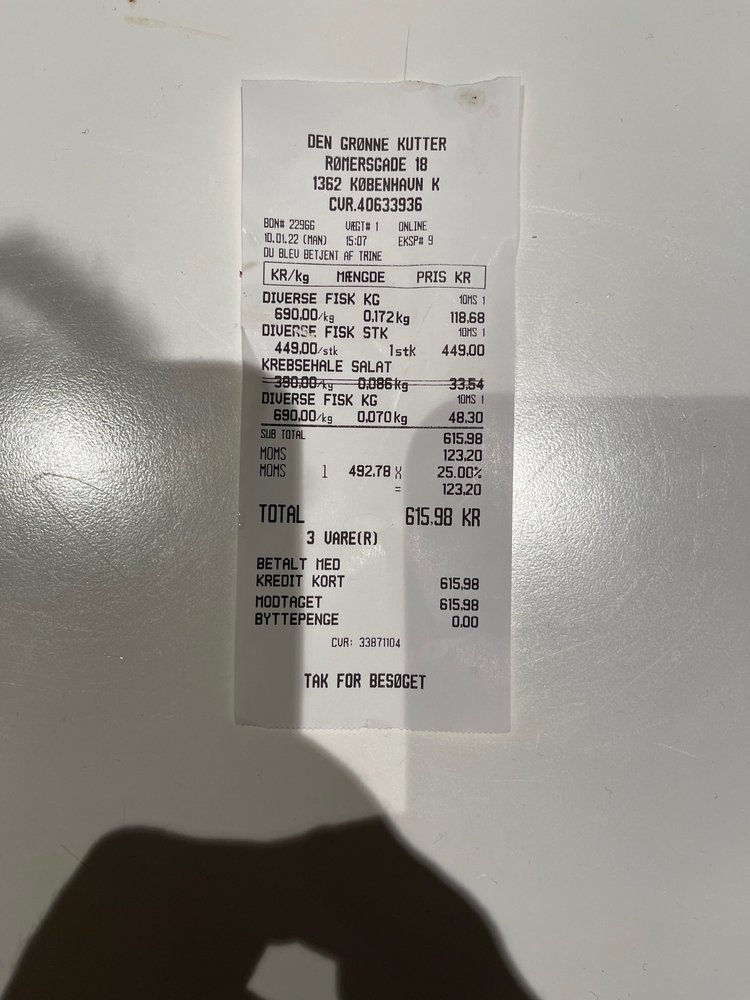 DEN GRØNNE KUTTER
RØMERSGADE 18
1362 KØBENHAVN K
CVR.40633936
BON# 22966 VÆGT# 1 ONLINE
10.01.22 (MAN) 15:07 EKSP# 9
DU BLEV BETJENT AF TRINE
KR/kg MÆNGDE PRIS KR
DIVERSE FISK KG 1OMS 1
690,00/kg 0,172kg 118,68
DIVERSE FISK STK 1OMS 1
449,00/stk 1stk 449,00
KREBSEHALE SALAT
390,00/kg 0,086kg 33,54
DIVERSE FISK KG 1OMS 1
690,00/kg 0,070kg 48,30
SUB TOTAL 615,98
MOMS 123,20
MOMS 1 492,78 X 25.00%
= 123,20
TOTAL 615,98 KR
3 VARE(R)
BETALT MED
KREDIT KORT 615,98
MODTAGET 615,98
BYTTEPENGE 0,00
CVR: 33871104
TAK FOR BESØGET